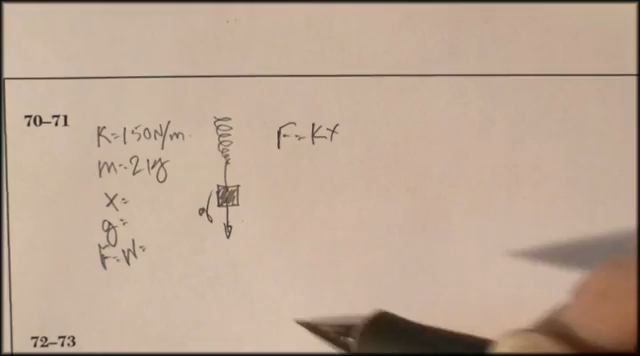 70–71
K=150N/m
F=Kx
m=2kg
x=
g=
F=W=
72–73